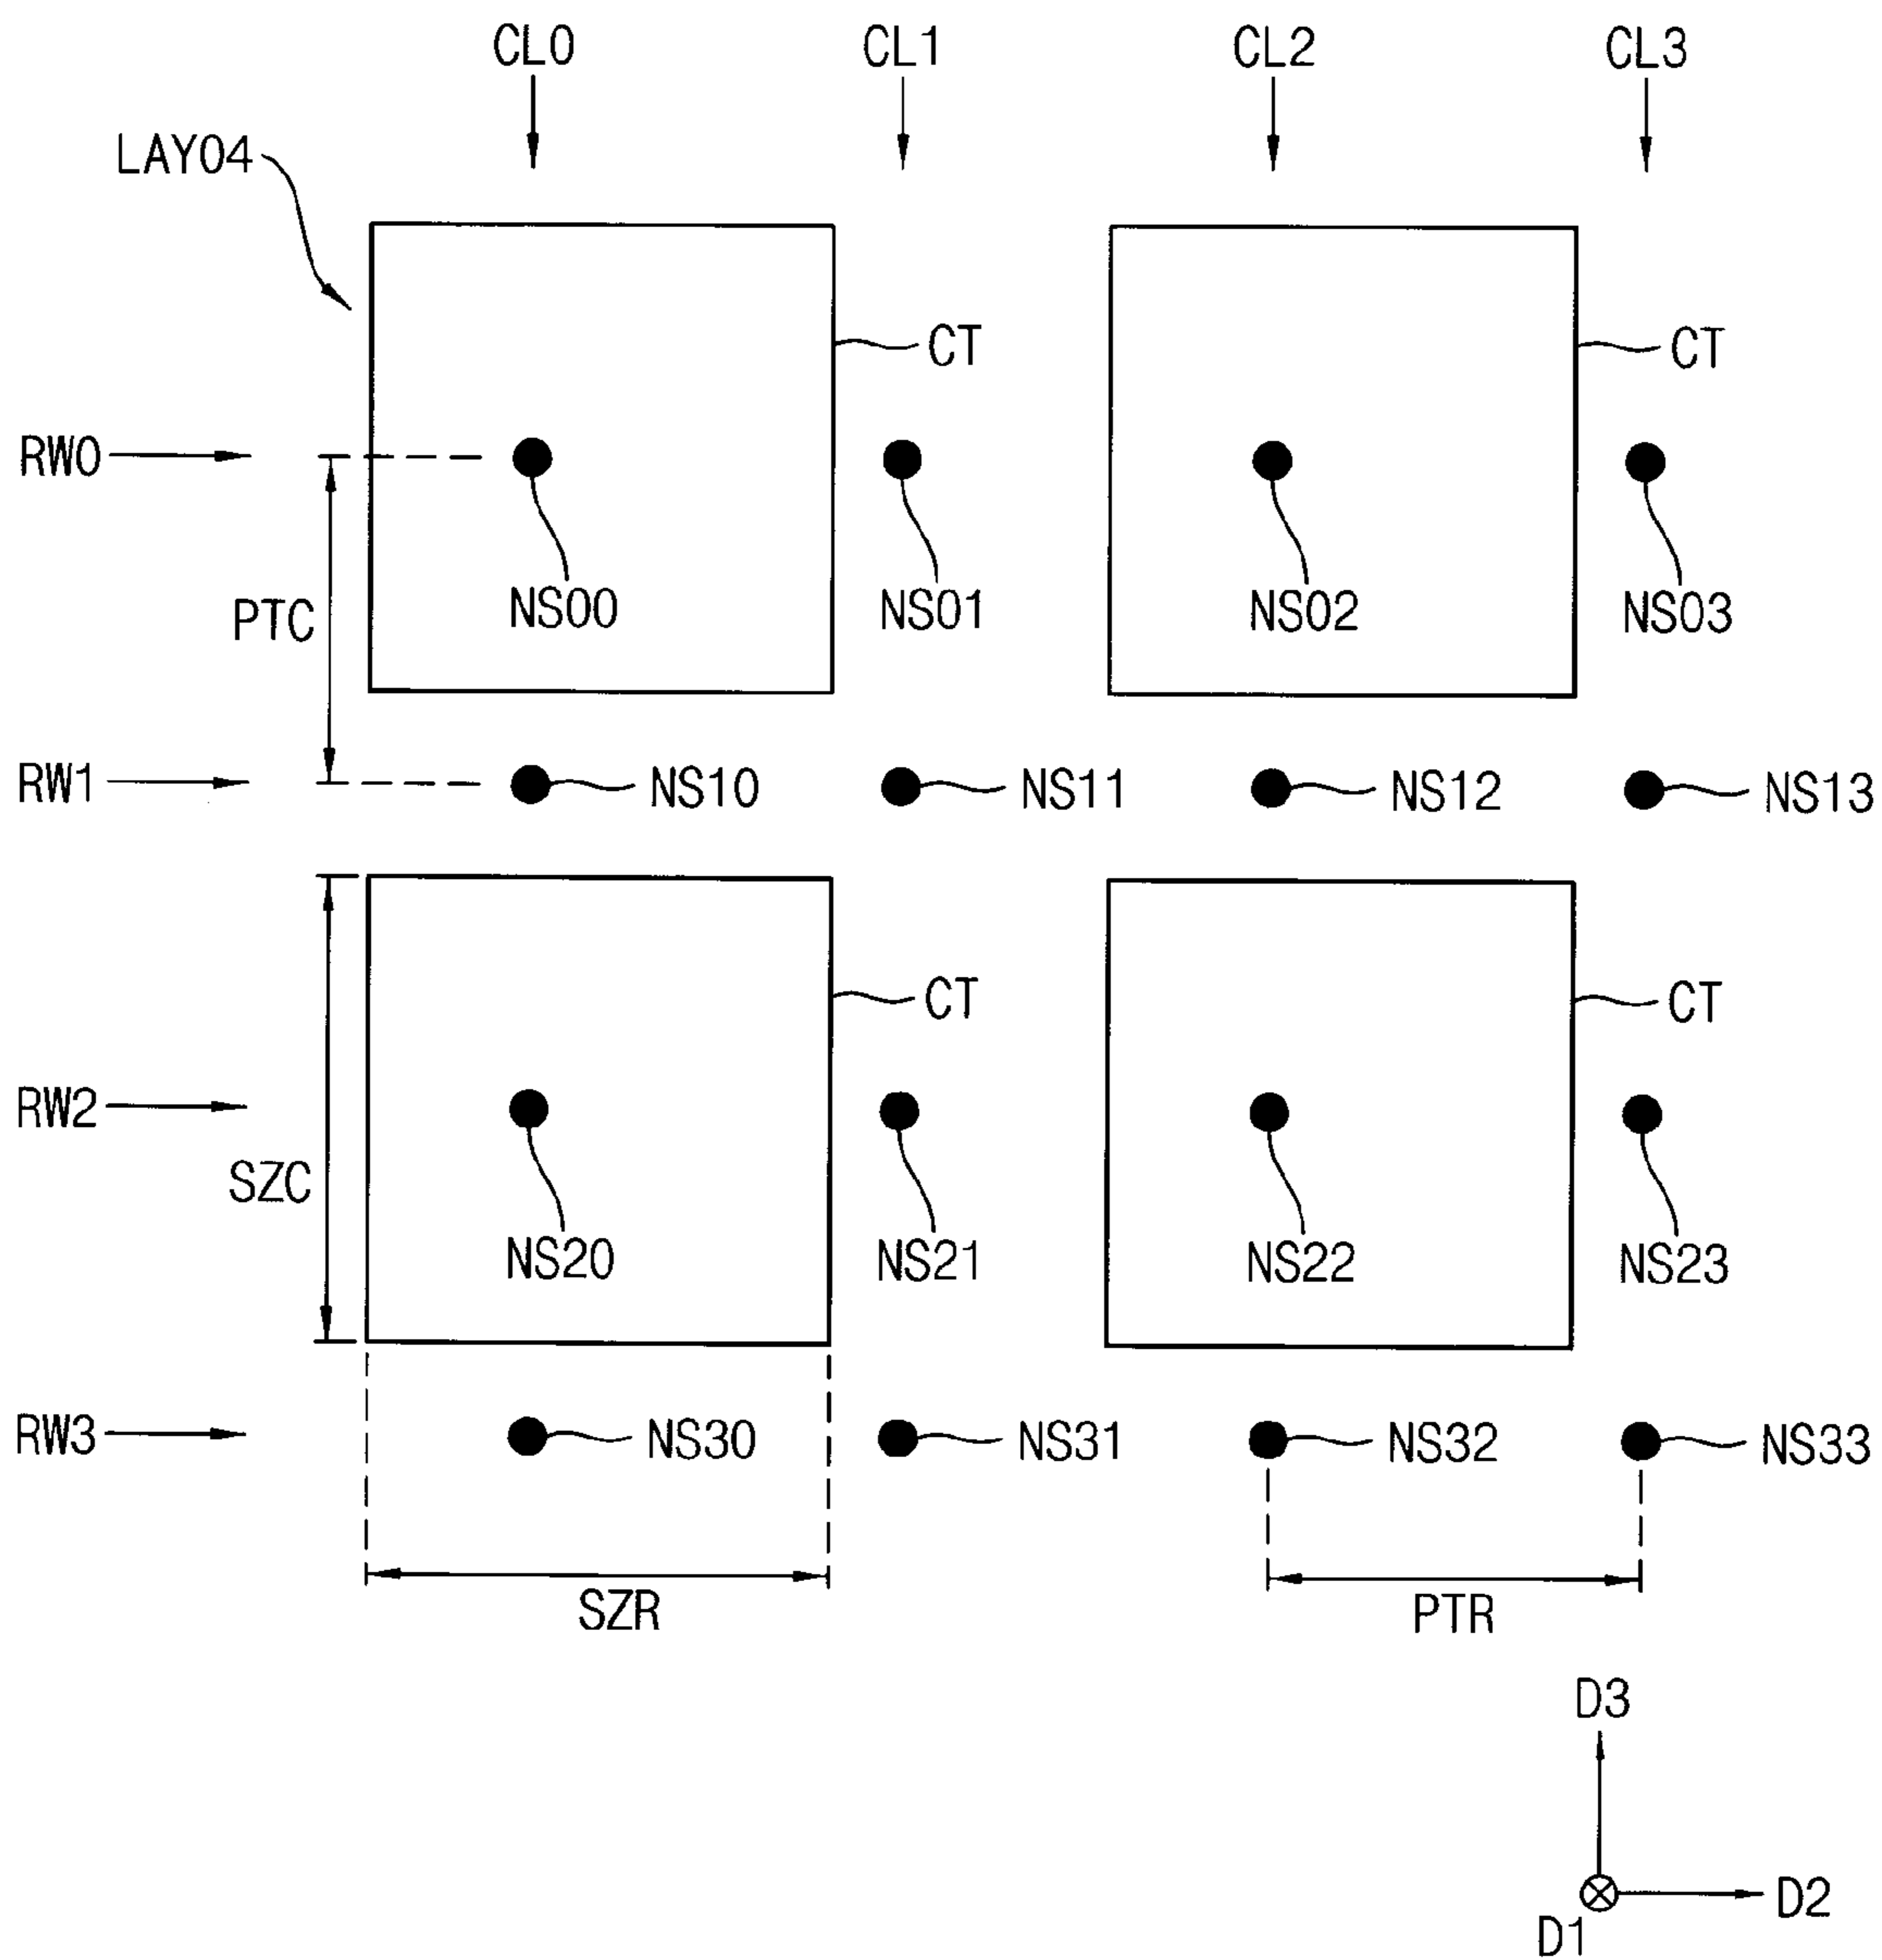 CL0 CL1 CL2 CL3
LAY04
CT CT
RW0
NS00 NS01 NS02 NS03
PTC
RW1 NS10 NS11 NS12 NS13
CT CT
RW2
SZC
NS20 NS21 NS22 NS23
RW3 NS30 NS31 NS32 NS33
SZR PTR
D3
D2
D1